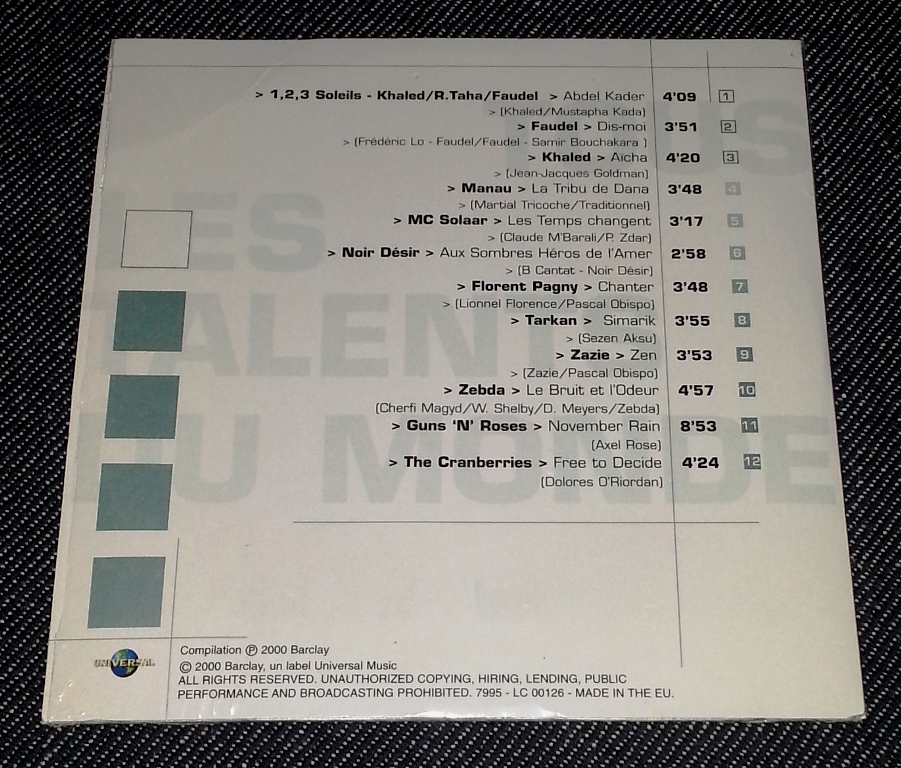 > 1,2,3 Soleils - Khaled/R.Taha/Faudel > Abdel Kader 4'09 1
> (Khaled/Mustapha Kada)
> Faudel > Dis-moi 3'51 2
> (Frédéric Lo - Faudel/Faudel - Samir Bouchakara )
> Khaled > Aïcha 4'20 3
> (Jean-Jacques Goldman)
> Manau > La Tribu de Dana 3'48 4
> (Martial Tricoche/Traditionnel)
> MC Solaar > Les Temps changent 3'17 5
> (Claude M'Barali/P. Zdar)
> Noir Désir > Aux Sombres Héros de l'Amer 2'58 6
> (B Cantat - Noir Désir)
> Florent Pagny > Chanter 3'48 7
> (Lionnel Florence/Pascal Obispo)
> Tarkan > Simarik 3'55 8
> (Sezen Aksu)
> Zazie > Zen 3'53 9
> (Zazie/Pascal Obispo)
> Zebda > Le Bruit et l'Odeur 4'57 10
(Cherfi Magyd/W. Shelby/D. Meyers/Zebda)
> Guns 'N' Roses > November Rain 8'53 11
(Axel Rose)
> The Cranberries > Free to Decide 4'24 12
(Dolores O'Riordan)
LES
TALENTS
DU MONDE
UNIVERSAL
Compilation ℗ 2000 Barclay
© 2000 Barclay, un label Universal Music
ALL RIGHTS RESERVED. UNAUTHORIZED COPYING, HIRING, LENDING, PUBLIC
PERFORMANCE AND BROADCASTING PROHIBITED. 7995 - LC 00126 - MADE IN THE EU.